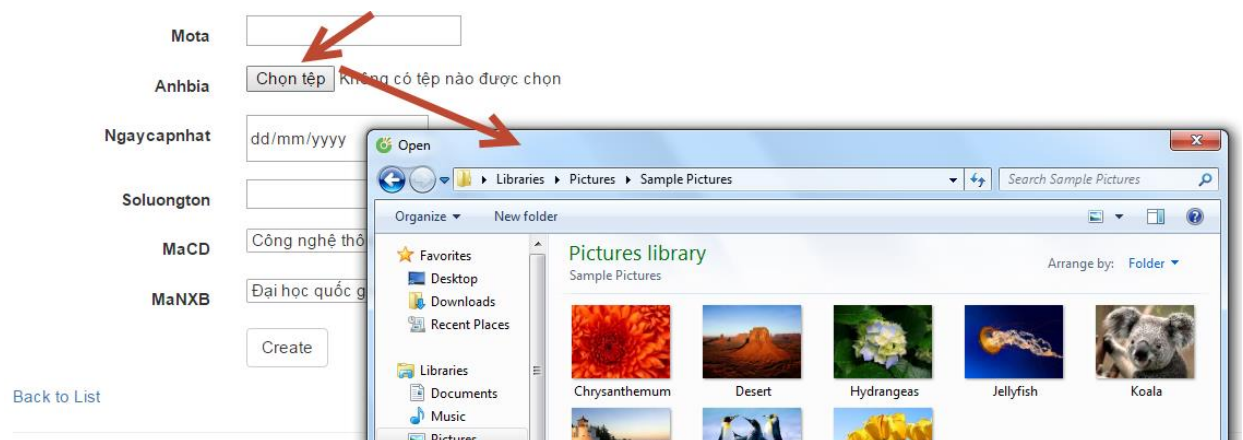 Mota
Anhbia Chọn tệp Không có tệp nào được chọn
Ngaycapnhat dd/mm/yyyy
Soluongton
MaCD Công nghệ thô
MaNXB Đại học quốc g
Create
Back to List
Open
Libraries Pictures Sample Pictures Search Sample Pictures
Organize New folder
Favorites
Desktop
Downloads
Recent Places
Libraries
Documents
Music
Pictures
Pictures library
Sample Pictures
Arrange by: Folder
Chrysanthemum Desert Hydrangeas Jellyfish Koala